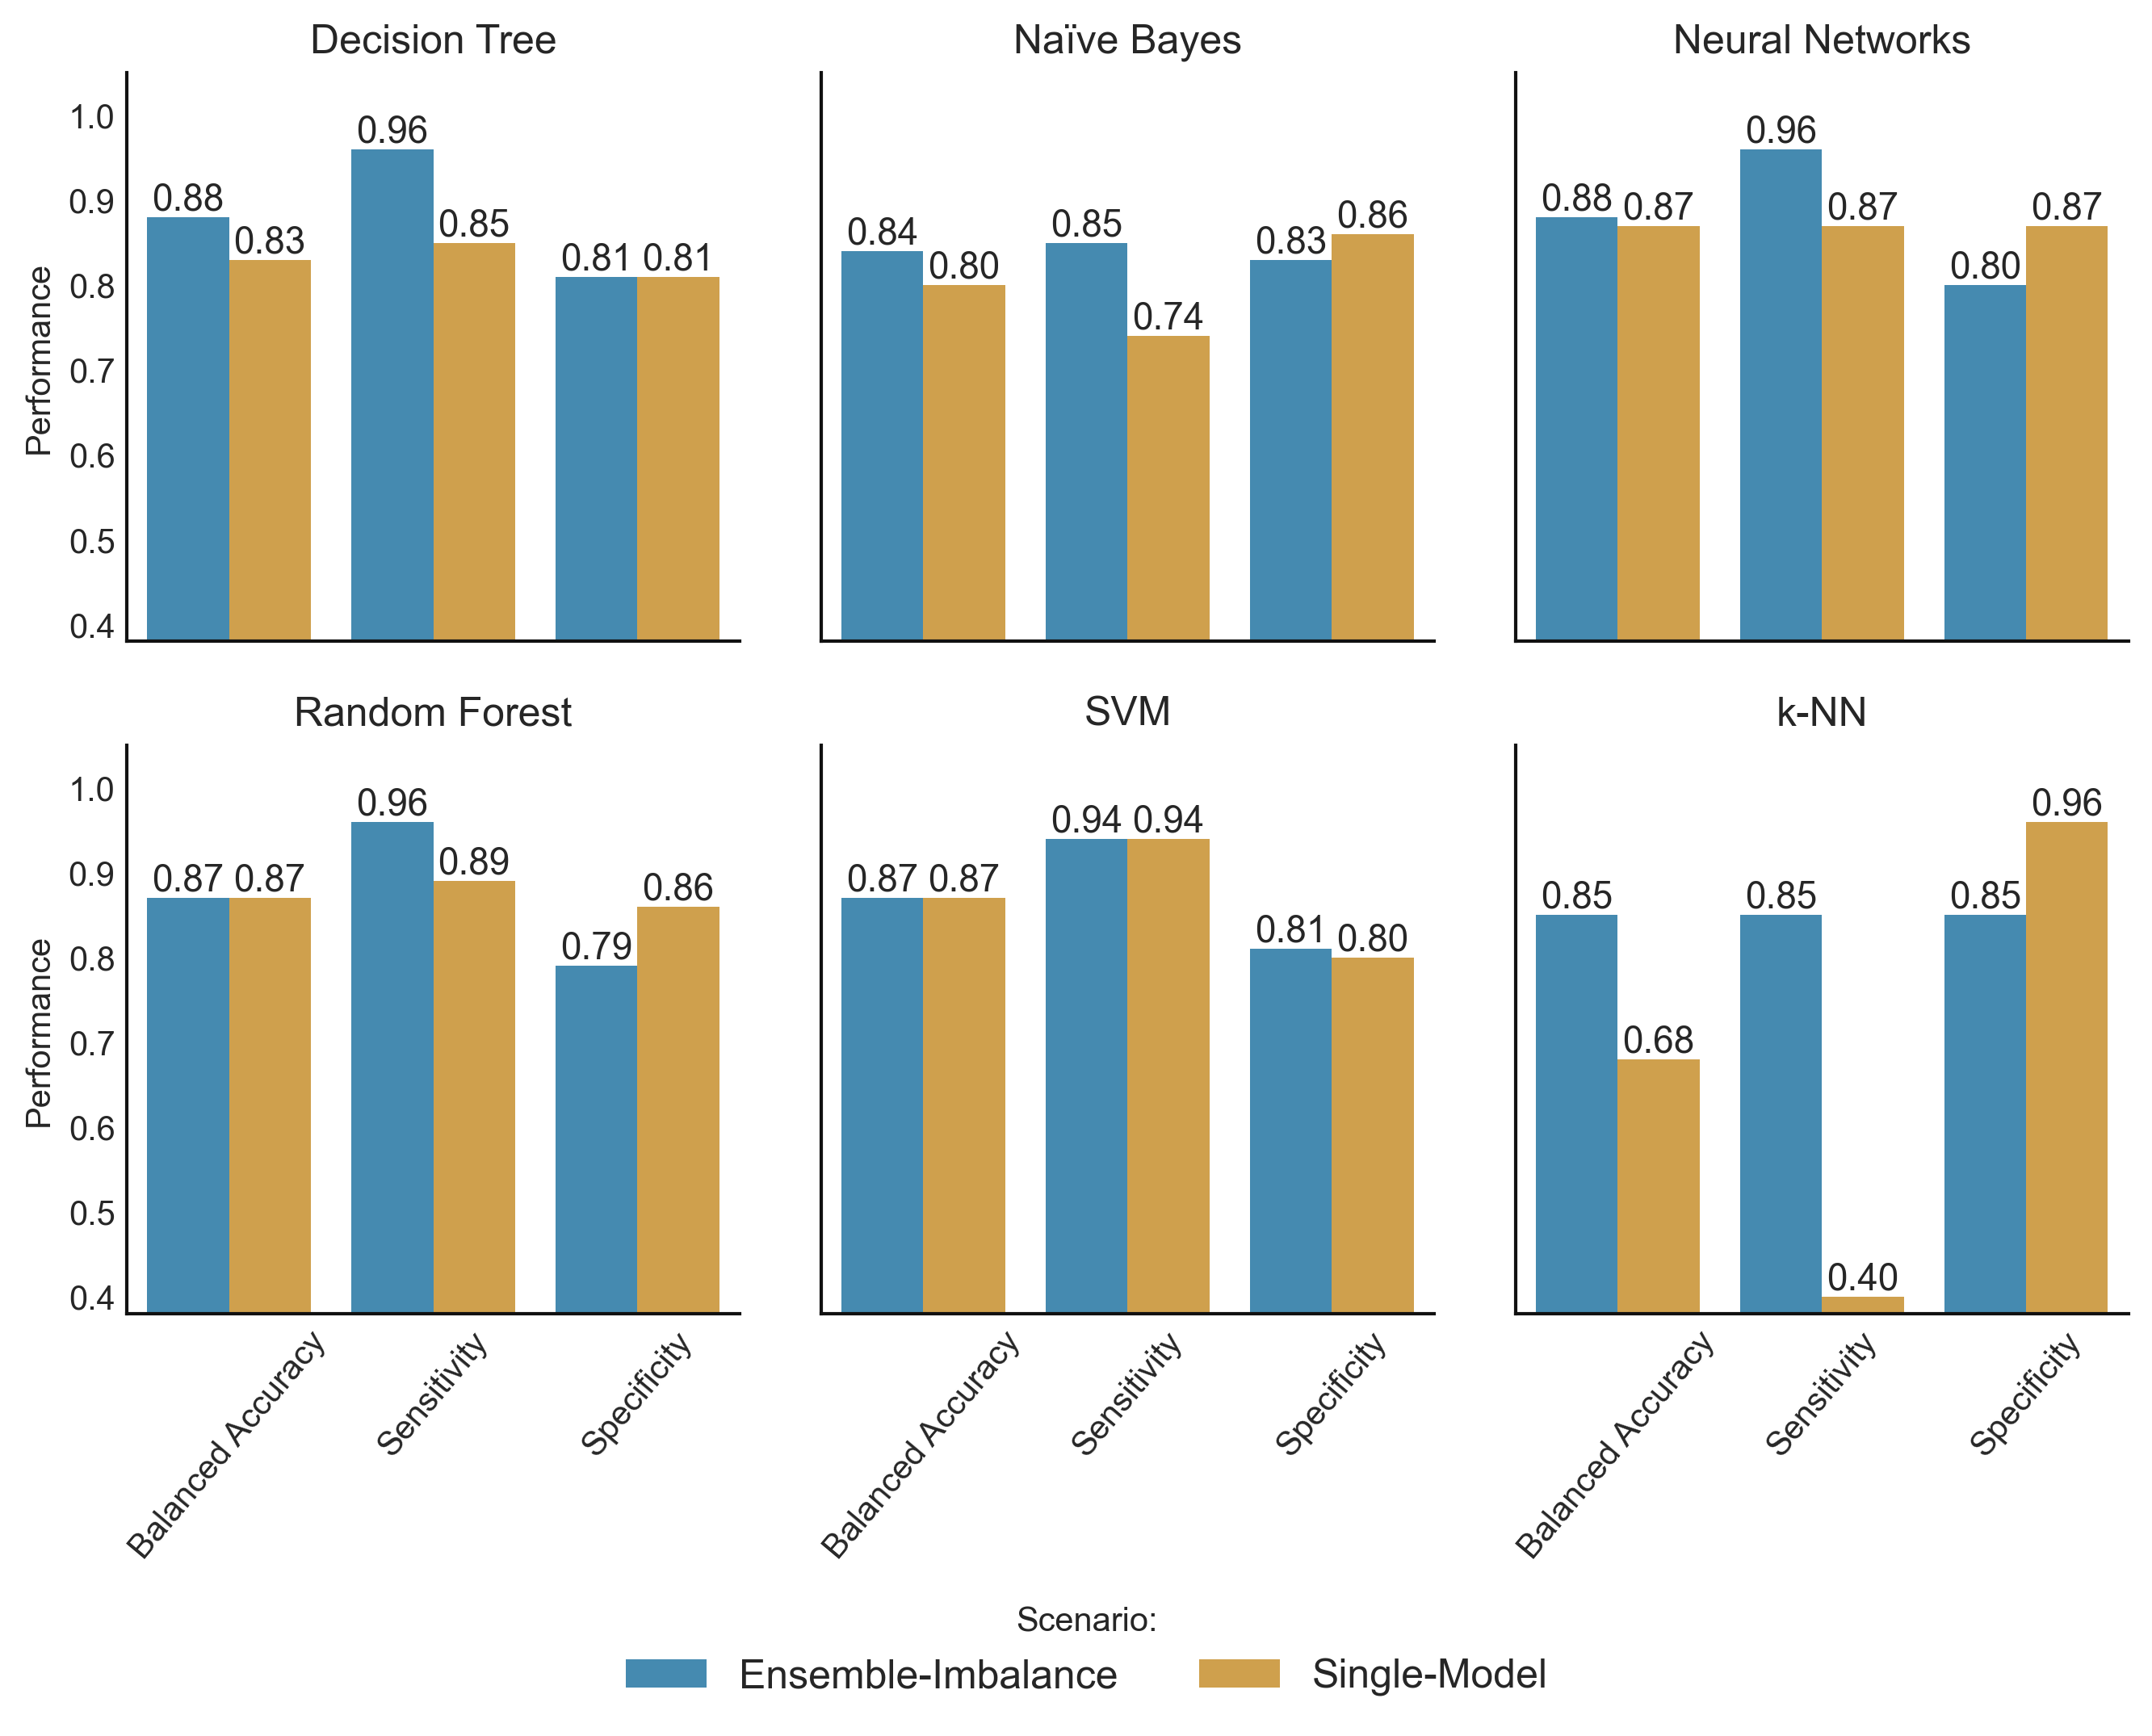 Decision Tree
Naïve Bayes
Neural Networks
Performance
1.0
0.9
0.8
0.7
0.6
0.5
0.4
0.88
0.83
0.96
0.85
0.81
0.81
0.84
0.80
0.85
0.74
0.83
0.86
0.88
0.87
0.96
0.87
0.80
0.87
Random Forest
SVM
k-NN
Performance
1.0
0.9
0.8
0.7
0.6
0.5
0.4
0.87
0.87
0.96
0.89
0.79
0.86
0.87
0.87
0.94
0.94
0.81
0.80
0.85
0.68
0.85
0.40
0.85
0.96
Balanced Accuracy
Sensitivity
Specificity
Balanced Accuracy
Sensitivity
Specificity
Balanced Accuracy
Sensitivity
Specificity
Scenario:
Ensemble-Imbalance
Single-Model